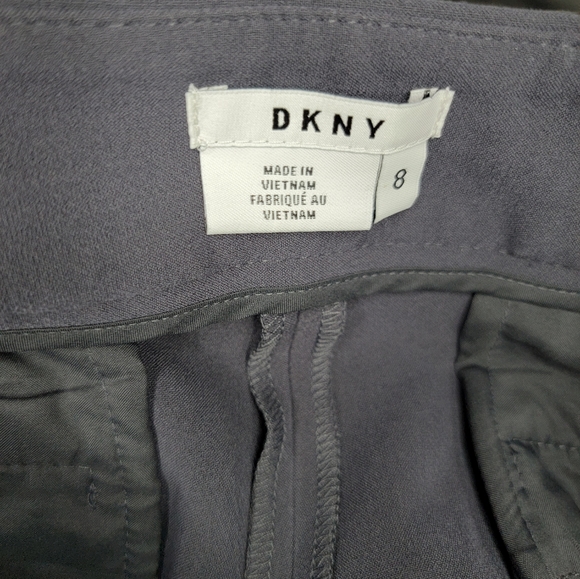 DKNY
MADE IN
VIETNAM
FABRIQUÉ AU
VIETNAM
8